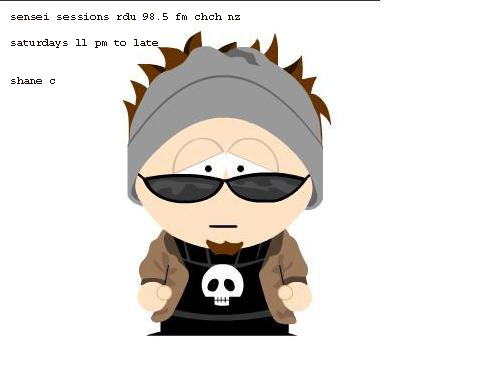 sensei sessions rdu 98.5 fm chch nz
saturdays 11 pm to late
shane c